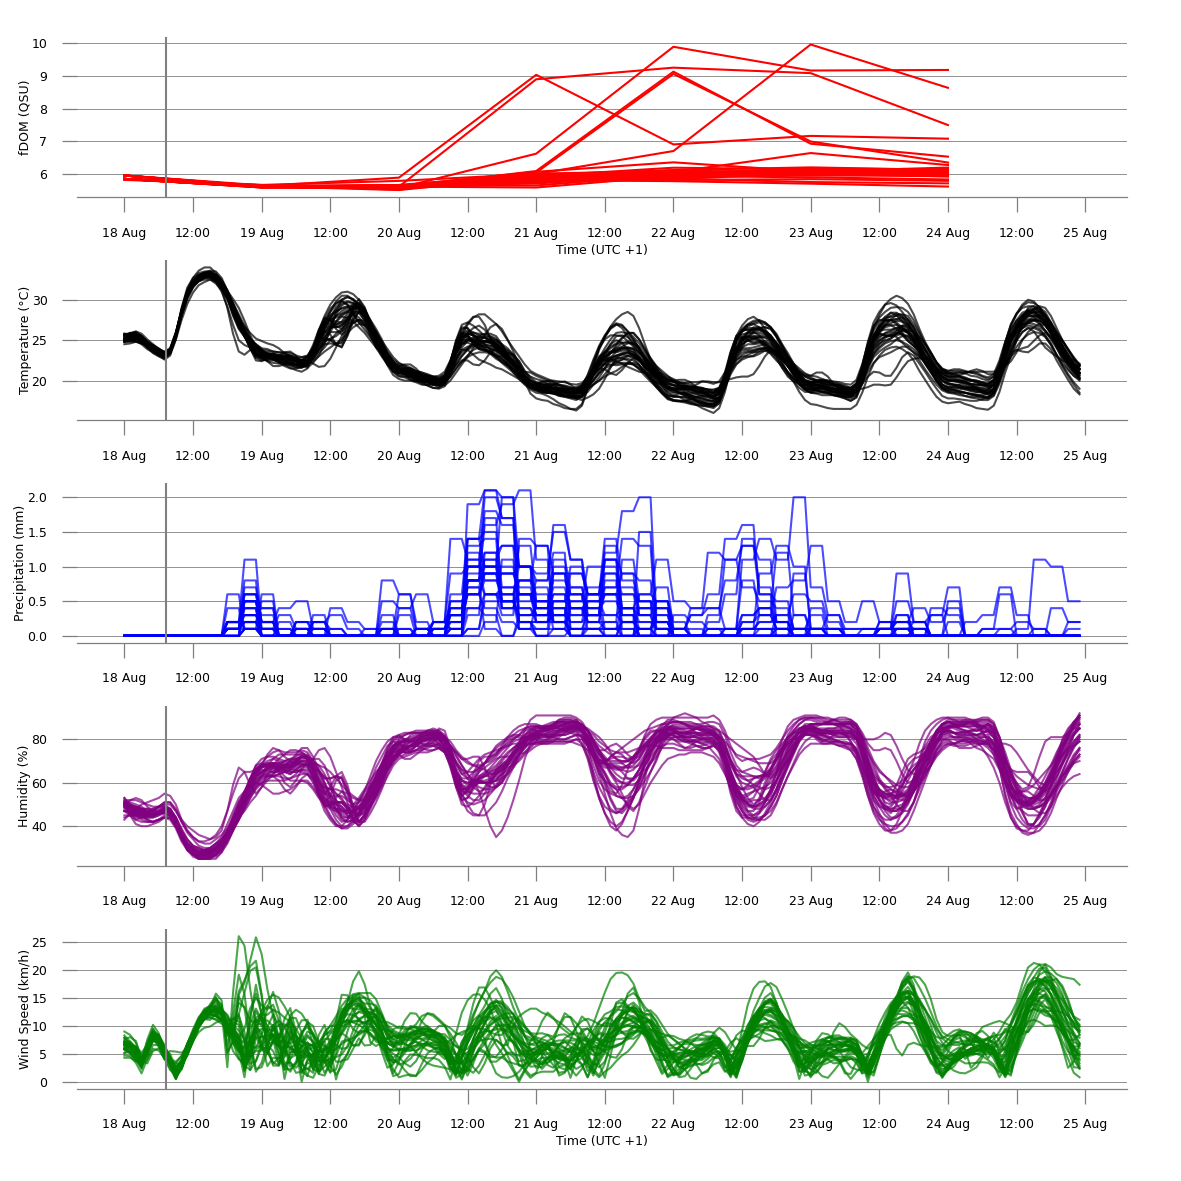 10
9
8
7
6
fDOM (QSU)
18 Aug 12:00 19 Aug 12:00 20 Aug 12:00 21 Aug 12:00 22 Aug 12:00 23 Aug 12:00 24 Aug 12:00 25 Aug
Time (UTC +1)
30
25
20
Temperature (°C)
18 Aug 12:00 19 Aug 12:00 20 Aug 12:00 21 Aug 12:00 22 Aug 12:00 23 Aug 12:00 24 Aug 12:00 25 Aug
2.0
1.5
1.0
0.5
0.0
Precipitation (mm)
18 Aug 12:00 19 Aug 12:00 20 Aug 12:00 21 Aug 12:00 22 Aug 12:00 23 Aug 12:00 24 Aug 12:00 25 Aug
80
60
40
Humidity (%)
18 Aug 12:00 19 Aug 12:00 20 Aug 12:00 21 Aug 12:00 22 Aug 12:00 23 Aug 12:00 24 Aug 12:00 25 Aug
25
20
15
10
5
0
Wind Speed (km/h)
18 Aug 12:00 19 Aug 12:00 20 Aug 12:00 21 Aug 12:00 22 Aug 12:00 23 Aug 12:00 24 Aug 12:00 25 Aug
Time (UTC +1)